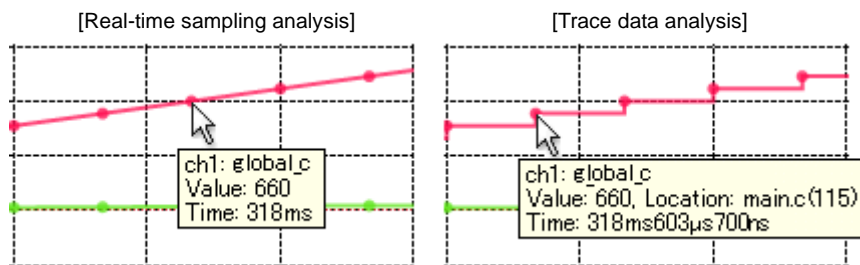 [Real-time sampling analysis]
[Trace data analysis]
ch1: global_c
Value: 660
Time: 318ms
ch1: global_c
Value: 660, Location: main.c(115)
Time: 318ms603µs700ns